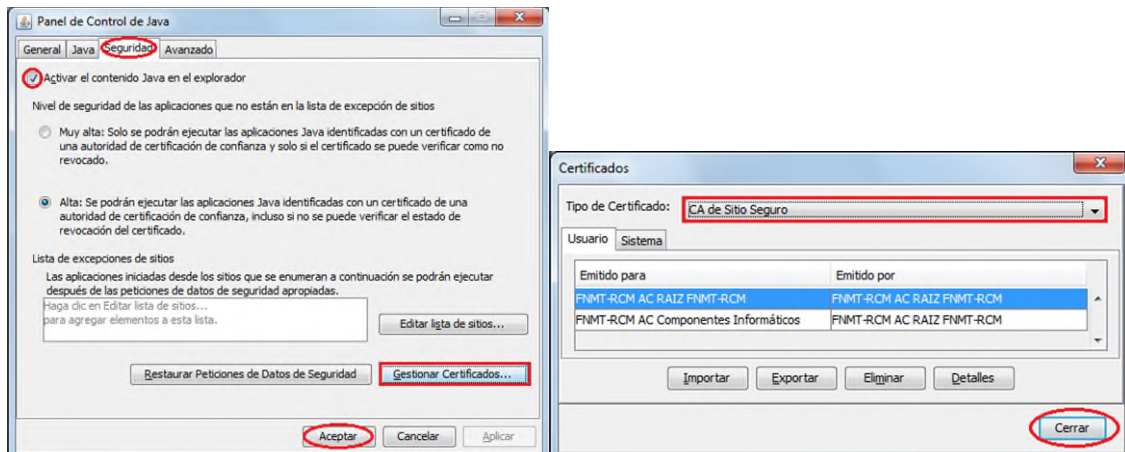 Panel de Control de Java
General Java Seguridad Avanzado
Activar el contenido Java en el explorador
Nivel de seguridad de las aplicaciones que no están en la lista de excepción de sitios
Muy alta: Solo se podrán ejecutar las aplicaciones Java identificadas con un certificado de
una autoridad de certificación de confianza y solo si el certificado se puede verificar como no
revocado.
Alta: Se podrán ejecutar las aplicaciones Java identificadas con un certificado de una
autoridad de certificación de confianza, incluso si no se puede verificar el estado de
revocación del certificado.
Lista de excepciones de sitios
Las aplicaciones iniciadas desde los sitios que se enumeran a continuación se podrán ejecutar
después de las peticiones de datos de seguridad apropiadas.
Haga clic en Editar lista de sitios...
para agregar elementos a esta lista.
Editar lista de sitios...
Restaurar Peticiones de Datos de Seguridad Gestionar Certificados...
Aceptar Cancelar Aplicar
Certificados
Tipo de Certificado: CA de Sitio Seguro
Usuario Sistema
Emitido para Emitido por
FNMT-RCM AC RAIZ FNMT-RCM FNMT-RCM AC RAIZ FNMT-RCM
FNMT-RCM AC Componentes Informáticos FNMT-RCM AC RAIZ FNMT-RCM
Importar Exportar Eliminar Detalles
Cerrar